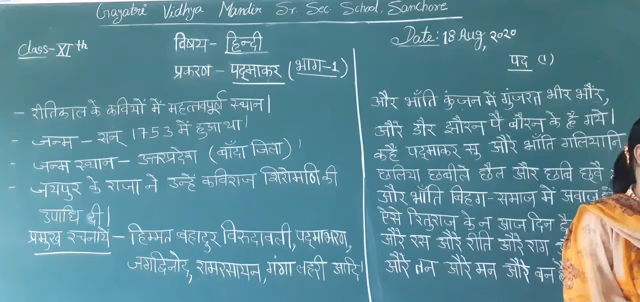 Gayatri Vidhya Mandir Sr. Sec School, Sanchore
Class-XI th
Date: 18 Aug, 2020
विषय - हिन्दी
प्रकरण - पद्माकर (भाग-1)
- रीतिकाल के कवियों में महत्वपूर्ण स्थान।
- जन्म - सन् 1753 में हुआ था।
- जन्म स्थान - उत्तरप्रदेश (बाँदा जिला)
- जयपुर के राजा ने उन्हें कविराज शिरोमणि की
उपाधि दी।
प्रमुख रचनायें - हिम्मत बहादुर विरुदावली, पद्माभरण,
जगद्विनोद, रामरसायन, गंगा लहरी आदि।
पद (1)
और भाँति कुंजन में गुंजरत भीर भौंर,
और डौर झौरन पै बौरन के है गये।
कहै पद्माकर सु और भाँति गलियानि
छलिया छबीले छैल और छबि छ्वै
और भाँति बिहग-समाज में
ऐसे रितुराज के न आज दिन
और रस और रीति और राग
और तन और मन और बन